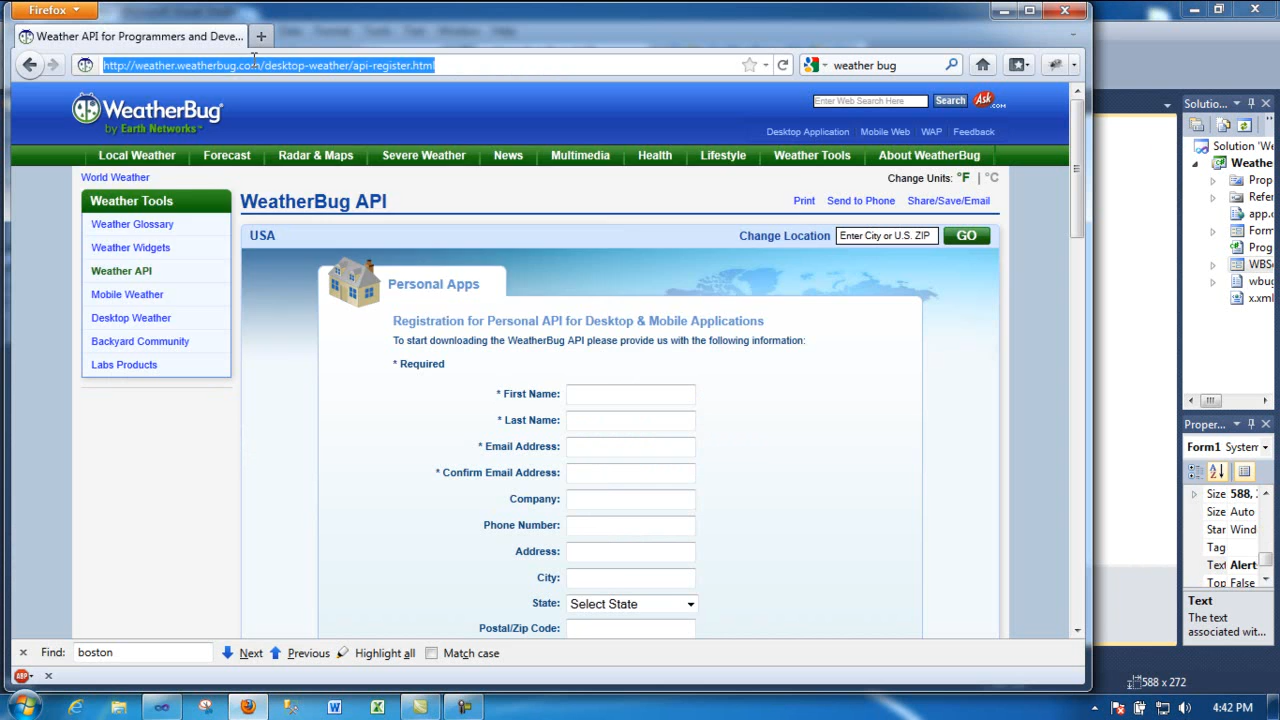 Firefox
Weather API for Programmers and Deve...
http://weather.weatherbug.com/desktop-weather/api-register.html
weather bug
WeatherBug
by Earth Networks
Enter Web Search Here
Search
Ask
.com
Desktop Application
Mobile Web
WAP
Feedback
Local Weather
Forecast
Radar & Maps
Severe Weather
News
Multimedia
Health
Lifestyle
Weather Tools
About WeatherBug
World Weather
Change Units: °F | °C
Weather Tools
Weather Glossary
Weather Widgets
Weather API
Mobile Weather
Desktop Weather
Backyard Community
Labs Products
WeatherBug API
Print
Send to Phone
Share/Save/Email
USA
Change Location
Enter City or U.S. ZIP
GO
Personal Apps
Registration for Personal API for Desktop & Mobile Applications
To start downloading the WeatherBug API please provide us with the following information:
* Required
* First Name:
* Last Name:
* Email Address:
* Confirm Email Address:
Company:
Phone Number:
Address:
City:
State:
Select State
Postal/Zip Code:
Find:
boston
Next
Previous
Highlight all
Match case
ABP
Solutio...
Solution 'We
Weathe
Prop
Refer
app.c
Form
Prog
WBSe
wbug
x.xml
Proper...
Form1 System
Size 588,
Size Auto
Star Wind
Tag
Text Alert
Top False
Text
The text
associated wit...
588 x 272
4:42 PM